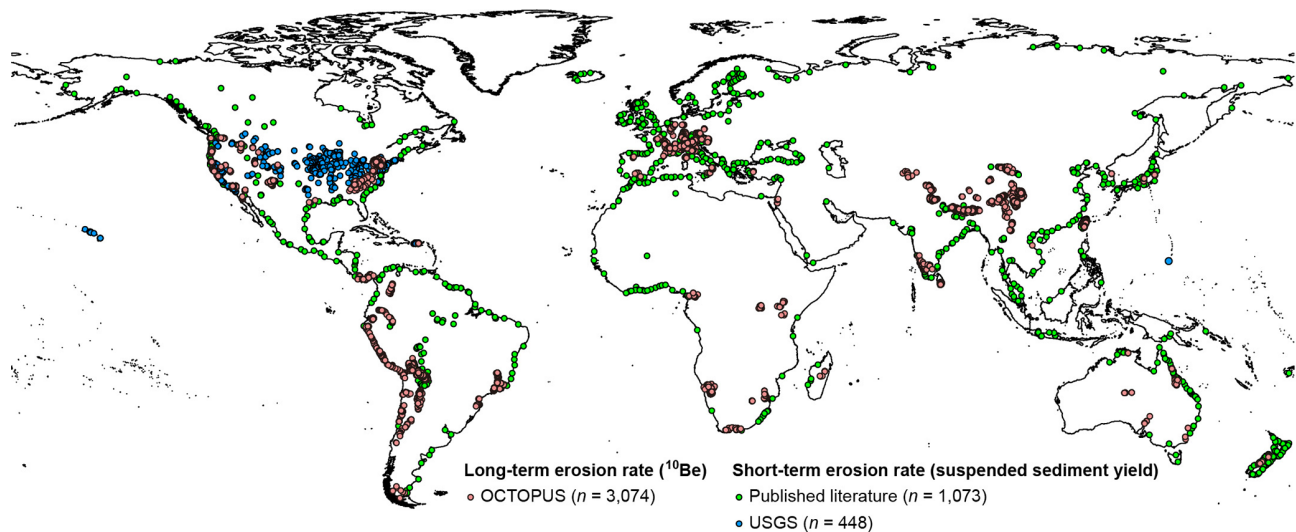 Long-term erosion rate (¹⁰Be)
OCTOPUS (n = 3,074)
Short-term erosion rate (suspended sediment yield)
Published literature (n = 1,073)
USGS (n = 448)